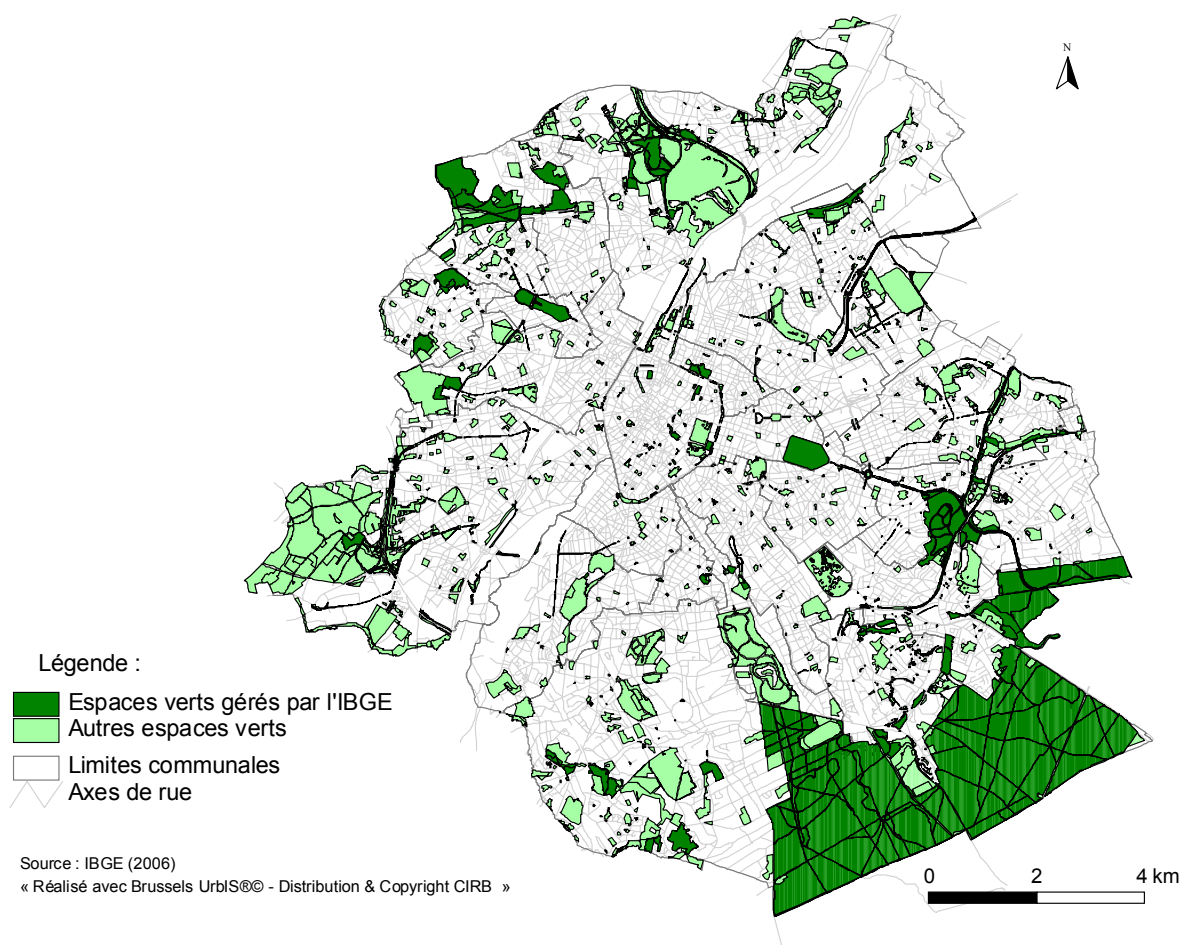 N
Légende :
Espaces verts gérés par l'IBGE
Autres espaces verts
Limites communales
Axes de rue
Source : IBGE (2006)
« Réalisé avec Brussels UrbIS®© - Distribution & Copyright CIRB »
0 2 4 km